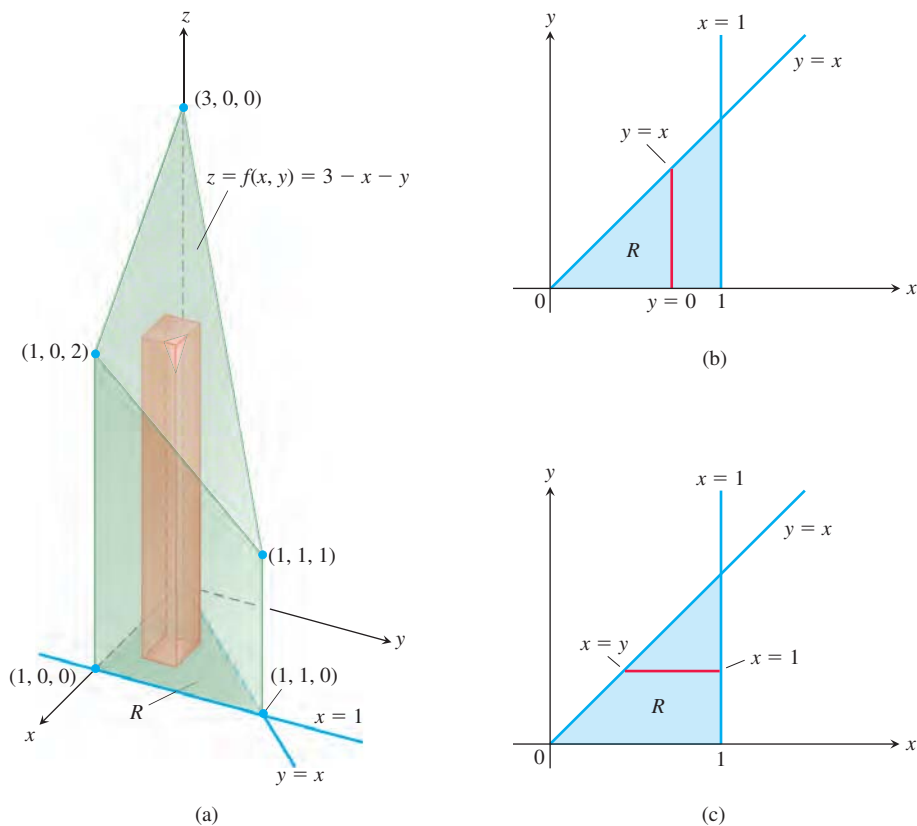 z
(3, 0, 0)
z = f(x, y) = 3 − x − y
(1, 0, 2)
(1, 1, 1)
y
(1, 0, 0)
(1, 1, 0)
R
x = 1
x
y = x
(a)
y
x = 1
y = x
y = x
R
x
0
y = 0
1
(b)
y
x = 1
y = x
x = y
x = 1
R
x
0
1
(c)